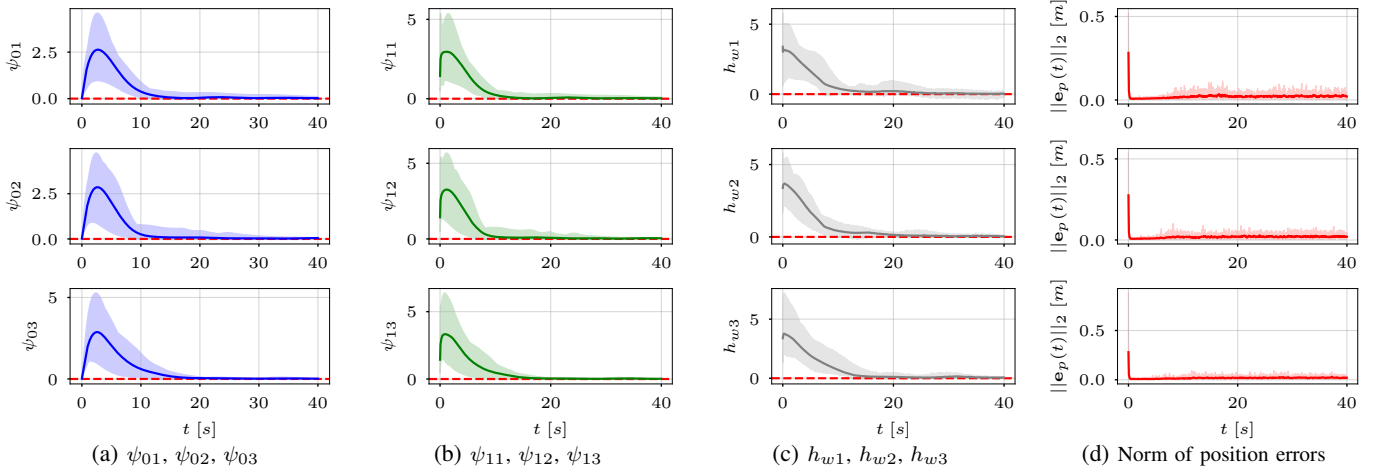 ψ01
2.5
0.0
0 10 20 30 40
ψ02
2.5
0.0
0 10 20 30 40
ψ03
5
0
0 10 20 30 40
t [s]
(a) ψ01, ψ02, ψ03
ψ11
5
0
0 20 40
ψ12
5
0
0 20 40
ψ13
5
0
0 20 40
t [s]
(b) ψ11, ψ12, ψ13
hw1
5
0
0 20 40
hw2
5
0
0 20 40
hw3
5
0
0 20 40
t [s]
(c) hw1, hw2, hw3
||ep(t)||2 [m]
0.5
0.0
0 20 40
||ep(t)||2 [m]
0.5
0.0
0 20 40
||ep(t)||2 [m]
0.5
0.0
0 20 40
t [s]
(d) Norm of position errors